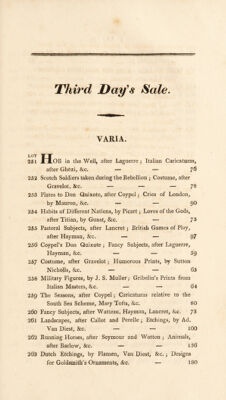 Third Day's Sale.
VARIA.
LOT
251 HOB in the Well, after Laguerre; Italian Caricatures,
after Ghezi, &c. — — 76
252 Scotch Soldiers taken during the Rebellion; Costume, after
Gravelot, &c. — — — 72
253 Plates to Don Quixote, after Coypel; Cries of London,
by Mauron, &c. — — 90
254 Habits of Different Nations, by Picart; Loves of the Gods,
after Titian, by Gunst, &c. — 72
255 Pastoral Subjects, after Lancret; British Games of Play,
after Hayman, &c. — — 97
256 Coypel's Don Quixote; Fancy Subjects, after Laguerre,
Hayman, &c. — — 59
257 Costume, after Gravelot; Humorous Prints, by Sutton
Nicholls, &c. — — 62
258 Military Figures, by J. S. Muller; Gribelin's Prints from
Italian Masters, &c. — — 64
259 The Seasons, after Coypel; Caricatures relative to the
South Sea Scheme, Mary Tofts, &c. 80
260 Fancy Subjects, after Watteau, Hayman, Lancret, &c. 72
261 Landscapes, after Callot and Perelle; Etchings, by Ad.
Van Diest, &c. — — 100
262 Running Horses, after Seymour and Watten; Animals,
after Barlow, &c. — — 126
263 Dutch Etchings, by Flamen, Van Diest, &c.; Designs
for Goldsmith's Ornaments, &c. — 180